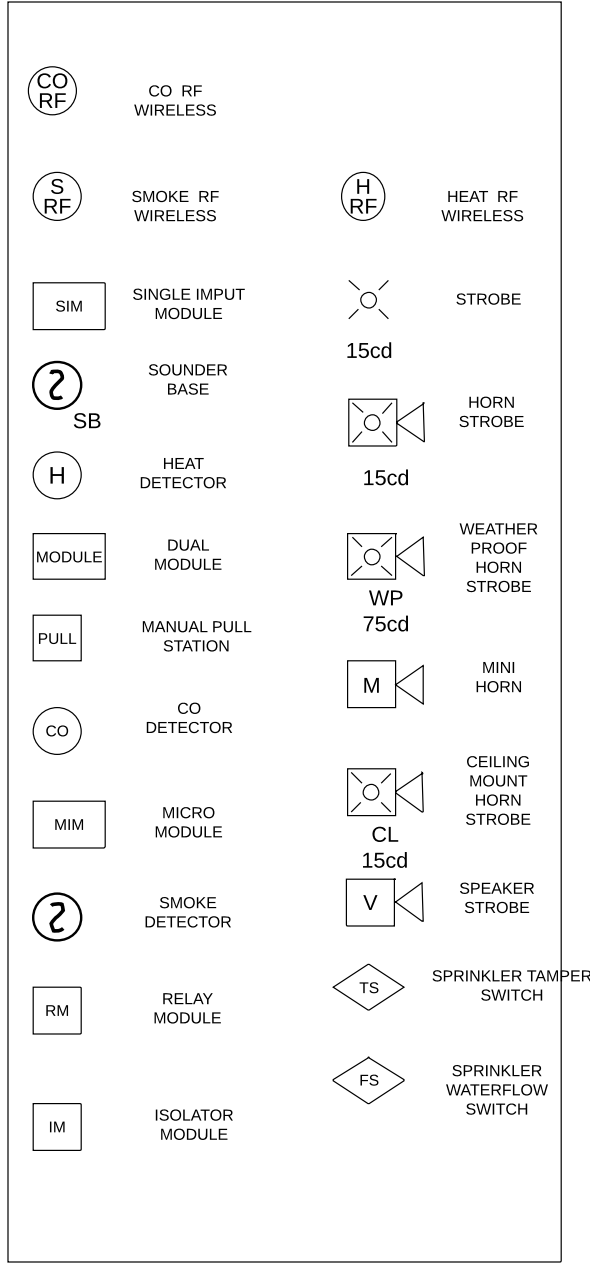 CO
RF
CO RF
WIRELESS
S
RF
SMOKE RF
WIRELESS
H
RF
HEAT RF
WIRELESS
SIM
SINGLE IMPUT
MODULE
STROBE
15cd
SB
SOUNDER
BASE
HORN
STROBE
15cd
H
HEAT
DETECTOR
MODULE
DUAL
MODULE
WEATHER
PROOF
HORN
STROBE
WP
75cd
PULL
MANUAL PULL
STATION
M
MINI
HORN
CO
CO
DETECTOR
CEILING
MOUNT
HORN
STROBE
CL
15cd
MIM
MICRO
MODULE
V
SPEAKER
STROBE
SMOKE
DETECTOR
TS
SPRINKLER TAMPER
SWITCH
RM
RELAY
MODULE
FS
SPRINKLER
WATERFLOW
SWITCH
IM
ISOLATOR
MODULE